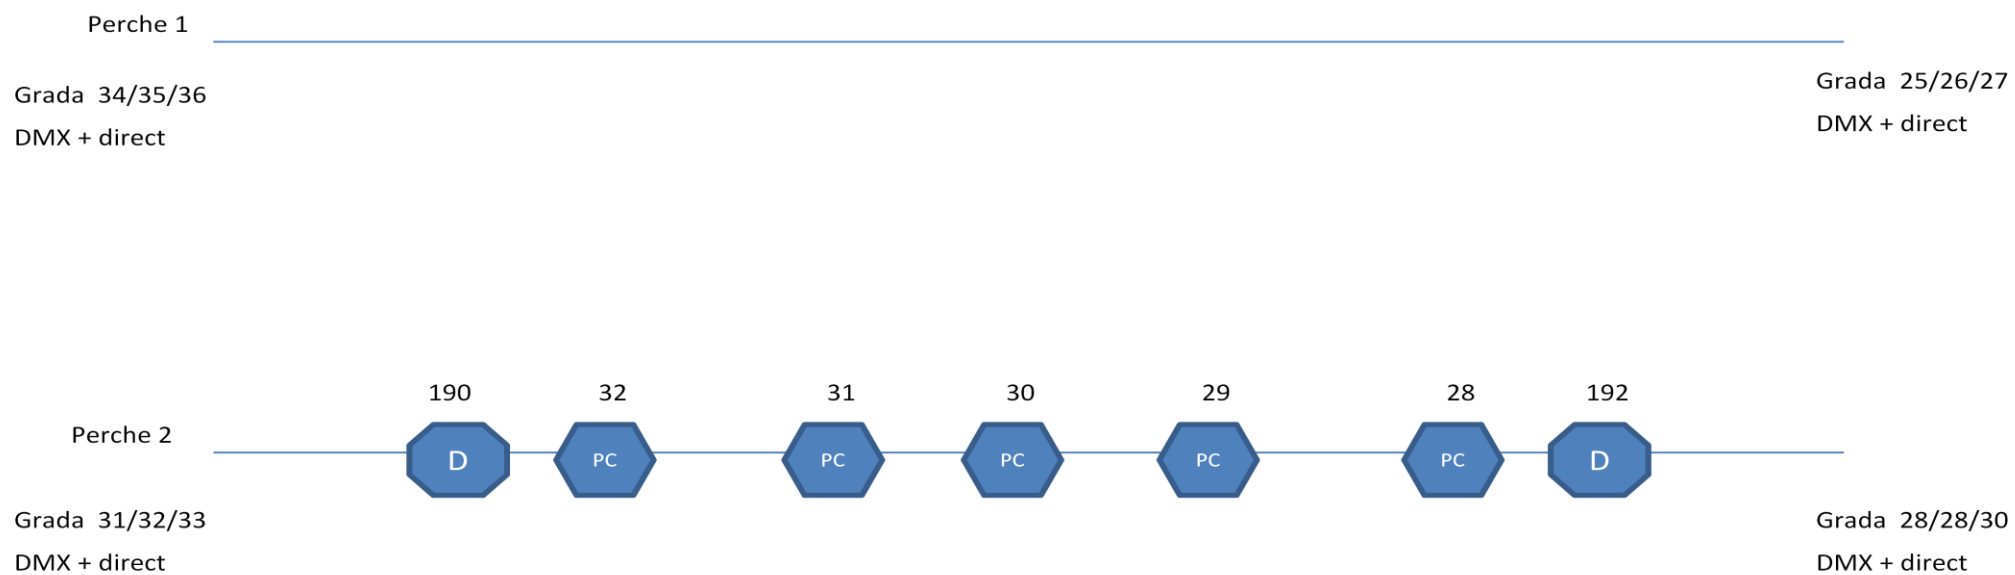 Perche 1
Grada 34/35/36
DMX + direct
Grada 25/26/27
DMX + direct
190 32 31 30 29 28 192
Perche 2
D PC PC PC PC PC D
Grada 31/32/33
DMX + direct
Grada 28/28/30
DMX + direct